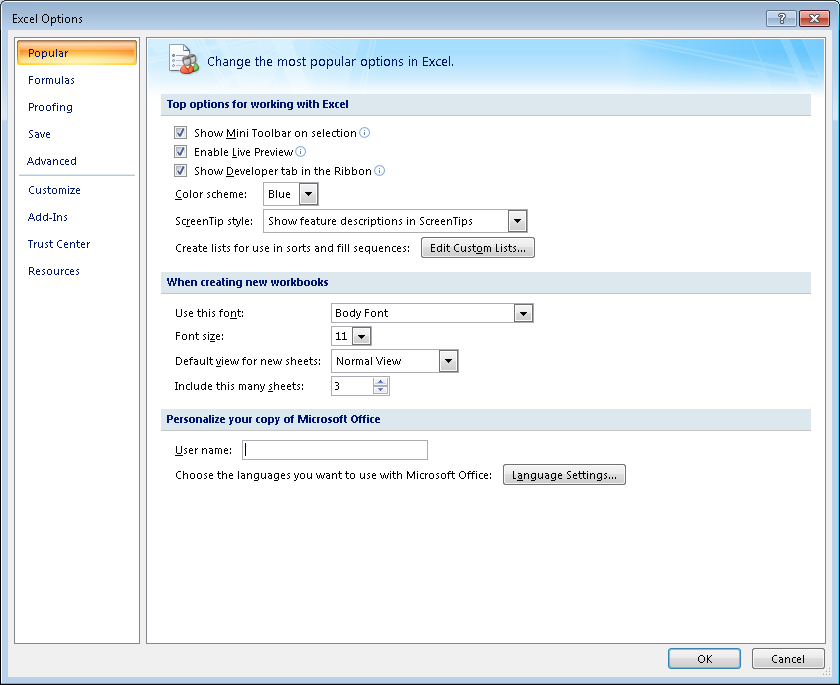 Excel Options
Popular
Formulas
Proofing
Save
Advanced
Customize
Add-Ins
Trust Center
Resources
Change the most popular options in Excel.
Top options for working with Excel
Show Mini Toolbar on selection
Enable Live Preview
Show Developer tab in the Ribbon
Color scheme: Blue
ScreenTip style: Show feature descriptions in ScreenTips
Create lists for use in sorts and fill sequences: Edit Custom Lists...
When creating new workbooks
Use this font: Body Font
Font size: 11
Default view for new sheets: Normal View
Include this many sheets: 3
Personalize your copy of Microsoft Office
User name:
Choose the languages you want to use with Microsoft Office: Language Settings...
OK Cancel